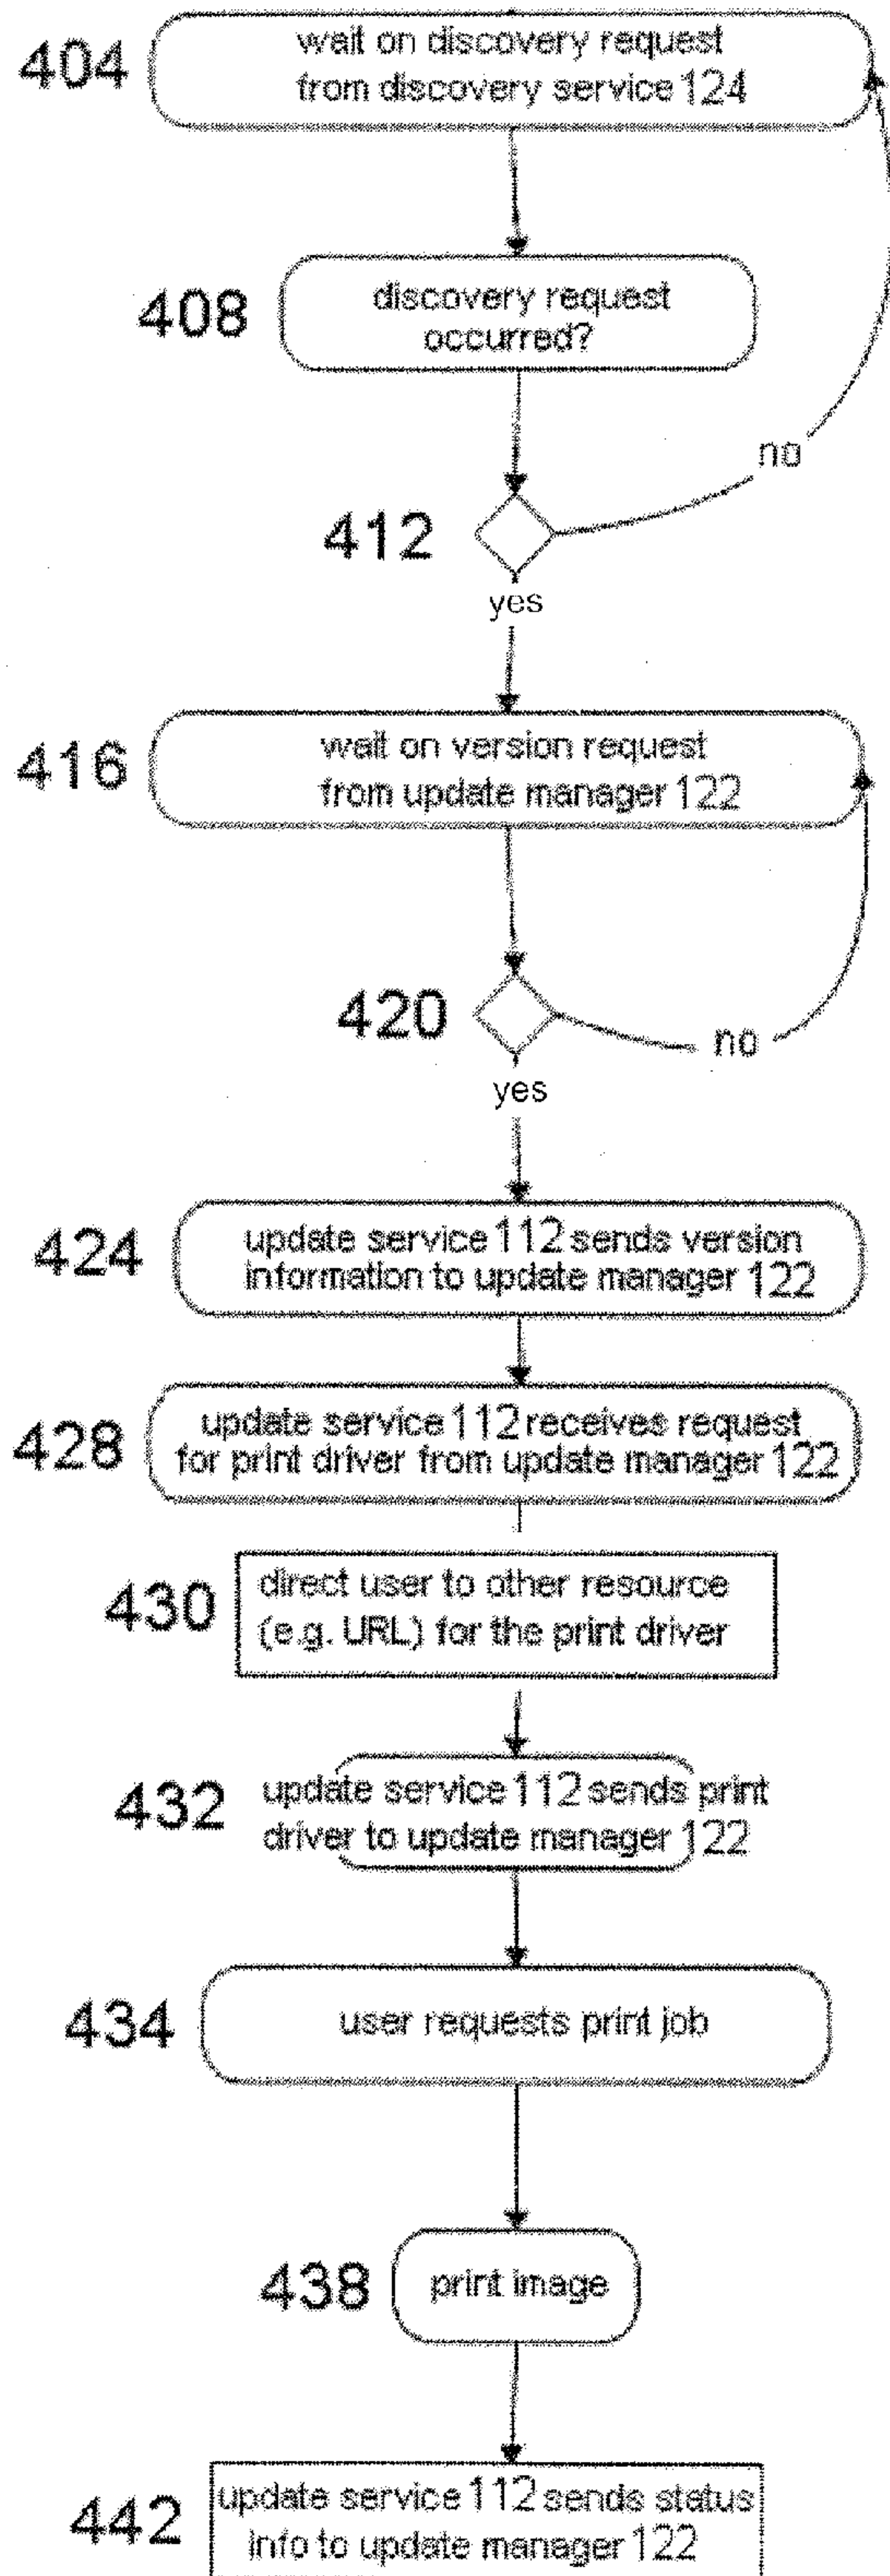 404
wait on discovery request
from discovery service 124
408
discovery request
occurred?
no
412
yes
416
wait on version request
from update manager 122
420
no
yes
424
update service 112 sends version
information to update manager 122
428
update service 112 receives request
for print driver from update manager 122
430
direct user to other resource
(e.g. URL) for the print driver
432
update service 112 sends print
driver to update manager 122
434
user requests print job
438
print image
442
update service 112 sends status
info to update manager 122